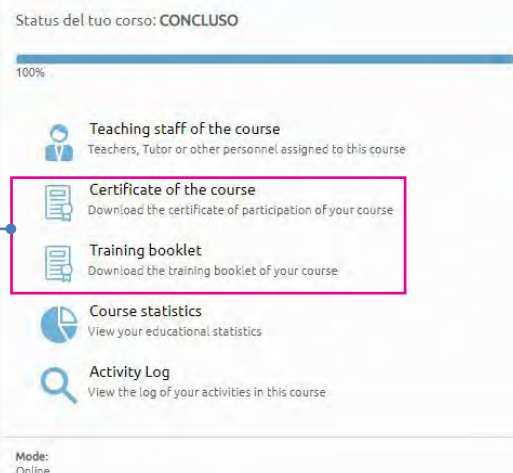 Status del tuo corso: CONCLUSO
100%
Teaching staff of the course
Teachers, Tutor or other personnel assigned to this course
Certificate of the course
Download the certificate of participation of your course
Training booklet
Download the training booklet of your course
Course statistics
View your educational statistics
Activity Log
View the log of your activities in this course
Mode:
Online